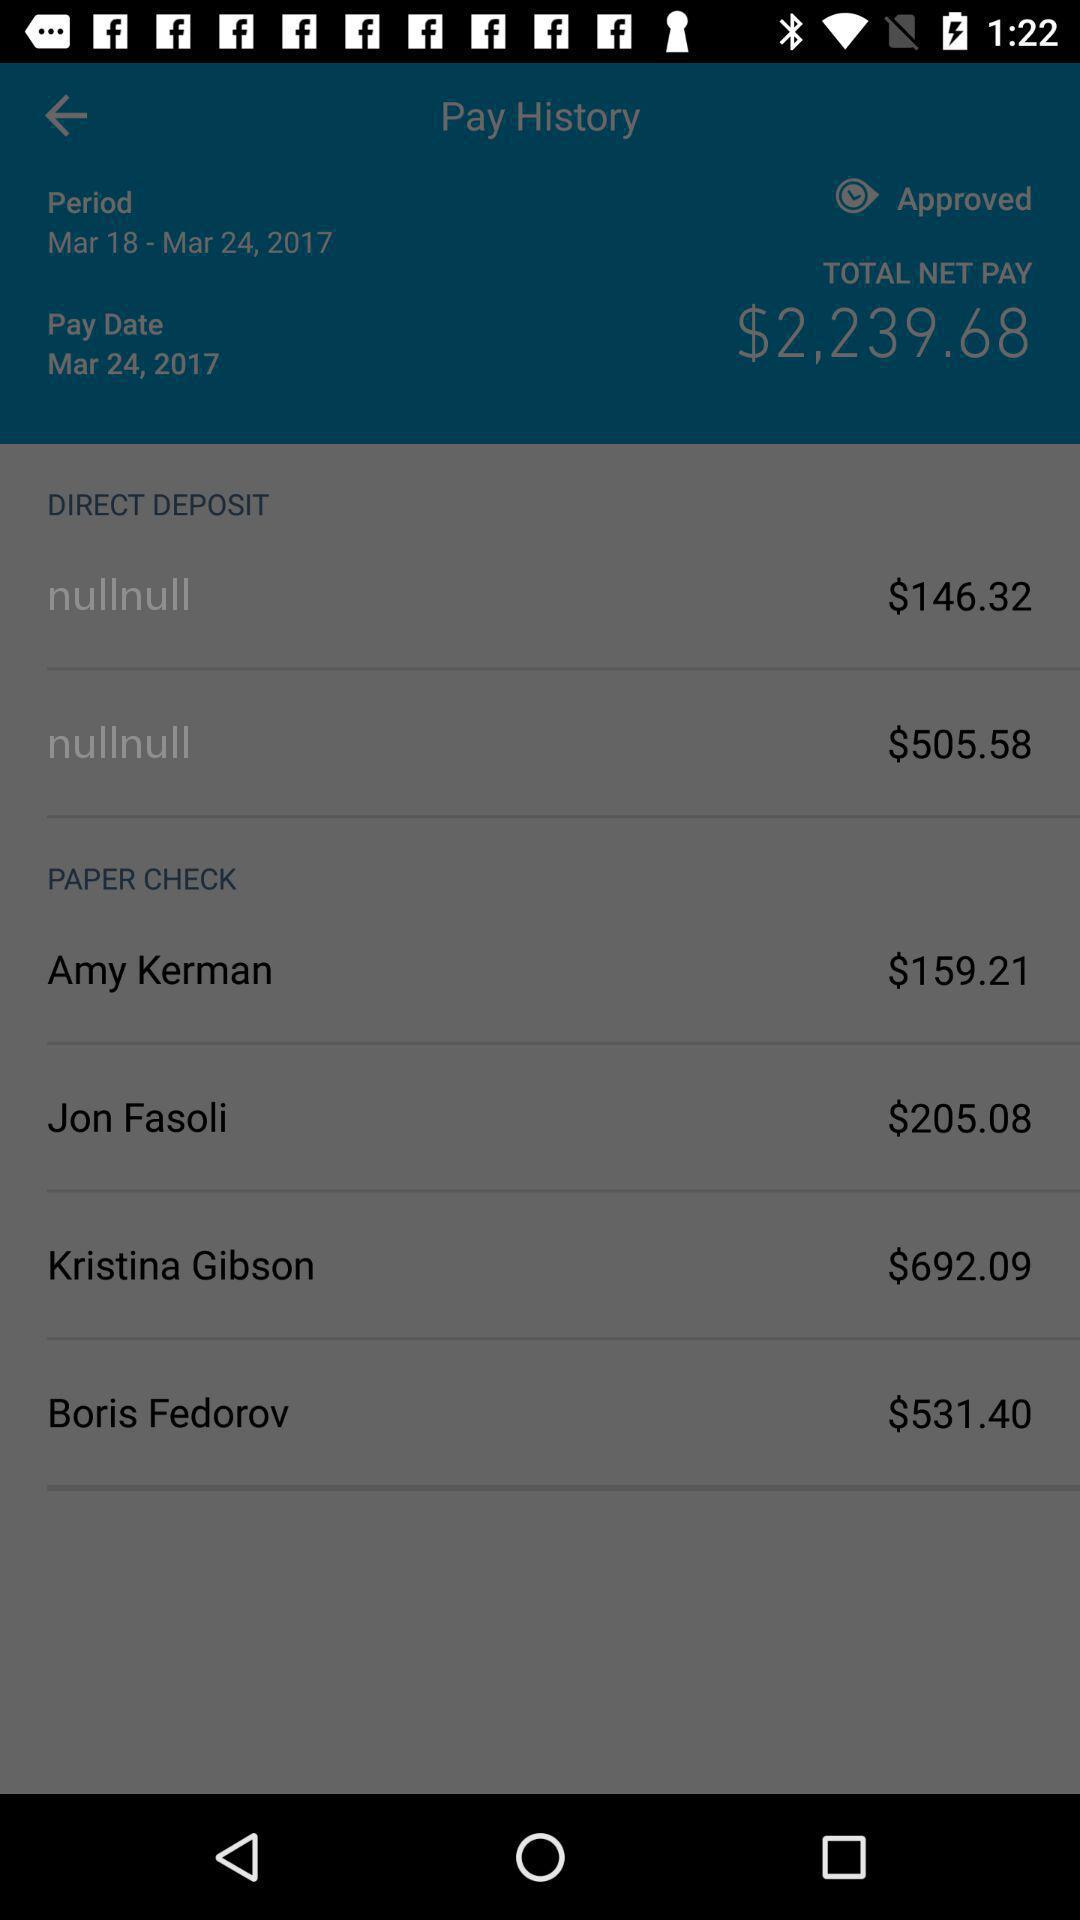 1:22
Pay History
Period
Mar 18 - Mar 24, 2017
Approved
TOTAL NET PAY
$2,239.68
Pay Date
Mar 24, 2017
DIRECT DEPOSIT
nullnull $146.32
nullnull $505.58
PAPER CHECK
Amy Kerman $159.21
Jon Fasoli $205.08
Kristina Gibson $692.09
Boris Fedorov $531.40